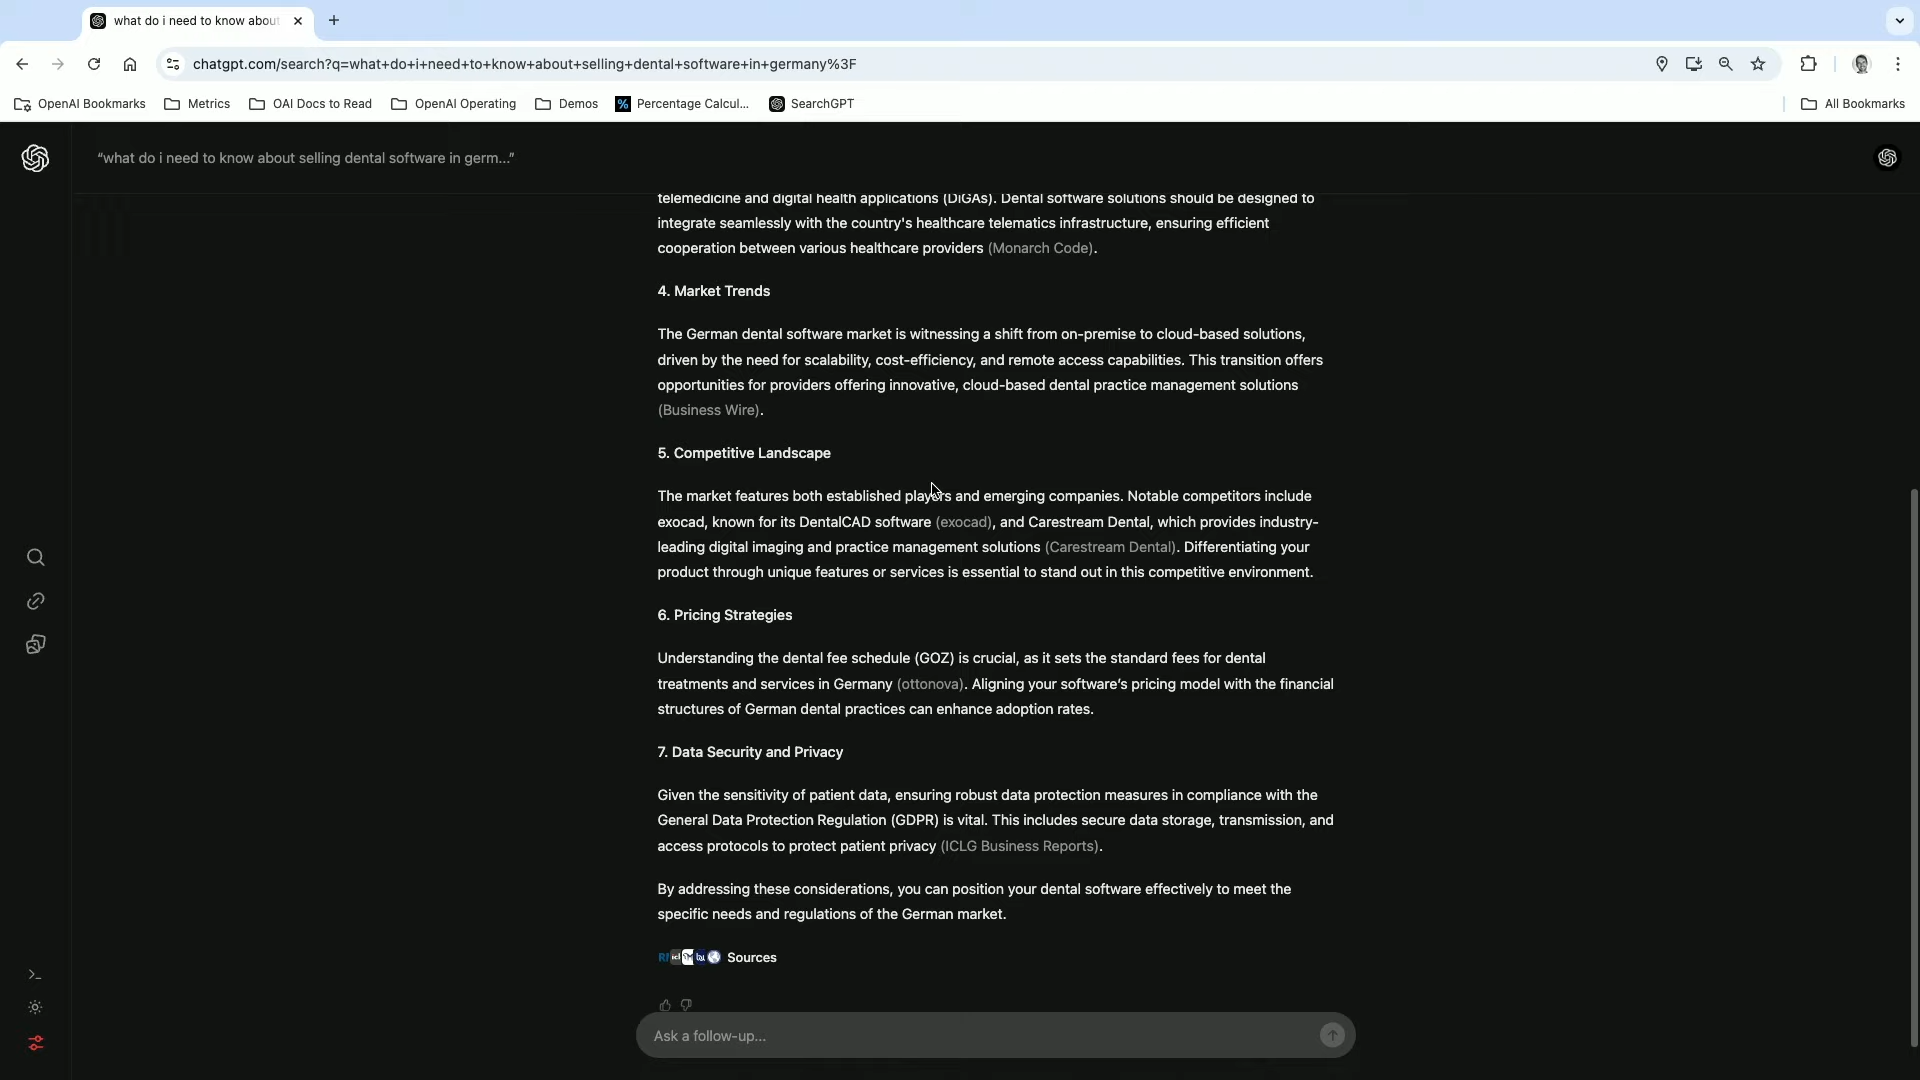 what do i need to know about
chatgpt.com/search?q=what+do+i+need+to+know+about+selling+dental+software+in+germany%3F
OpenAI Bookmarks Metrics OAI Docs to Read OpenAI Operating Demos % Percentage Calcul... SearchGPT All Bookmarks
“what do i need to know about selling dental software in germ...”
telemedicine and digital health applications (DiGAs). Dental software solutions should be designed to
integrate seamlessly with the country's healthcare telematics infrastructure, ensuring efficient
cooperation between various healthcare providers (Monarch Code).
4. Market Trends
The German dental software market is witnessing a shift from on-premise to cloud-based solutions,
driven by the need for scalability, cost-efficiency, and remote access capabilities. This transition offers
opportunities for providers offering innovative, cloud-based dental practice management solutions
(Business Wire).
5. Competitive Landscape
The market features both established players and emerging companies. Notable competitors include
exocad, known for its DentalCAD software (exocad), and Carestream Dental, which provides industry-
leading digital imaging and practice management solutions (Carestream Dental). Differentiating your
product through unique features or services is essential to stand out in this competitive environment.
6. Pricing Strategies
Understanding the dental fee schedule (GOZ) is crucial, as it sets the standard fees for dental
treatments and services in Germany (ottonova). Aligning your software’s pricing model with the financial
structures of German dental practices can enhance adoption rates.
7. Data Security and Privacy
Given the sensitivity of patient data, ensuring robust data protection measures in compliance with the
General Data Protection Regulation (GDPR) is vital. This includes secure data storage, transmission, and
access protocols to protect patient privacy (ICLG Business Reports).
By addressing these considerations, you can position your dental software effectively to meet the
specific needs and regulations of the German market.
Sources
Ask a follow-up...